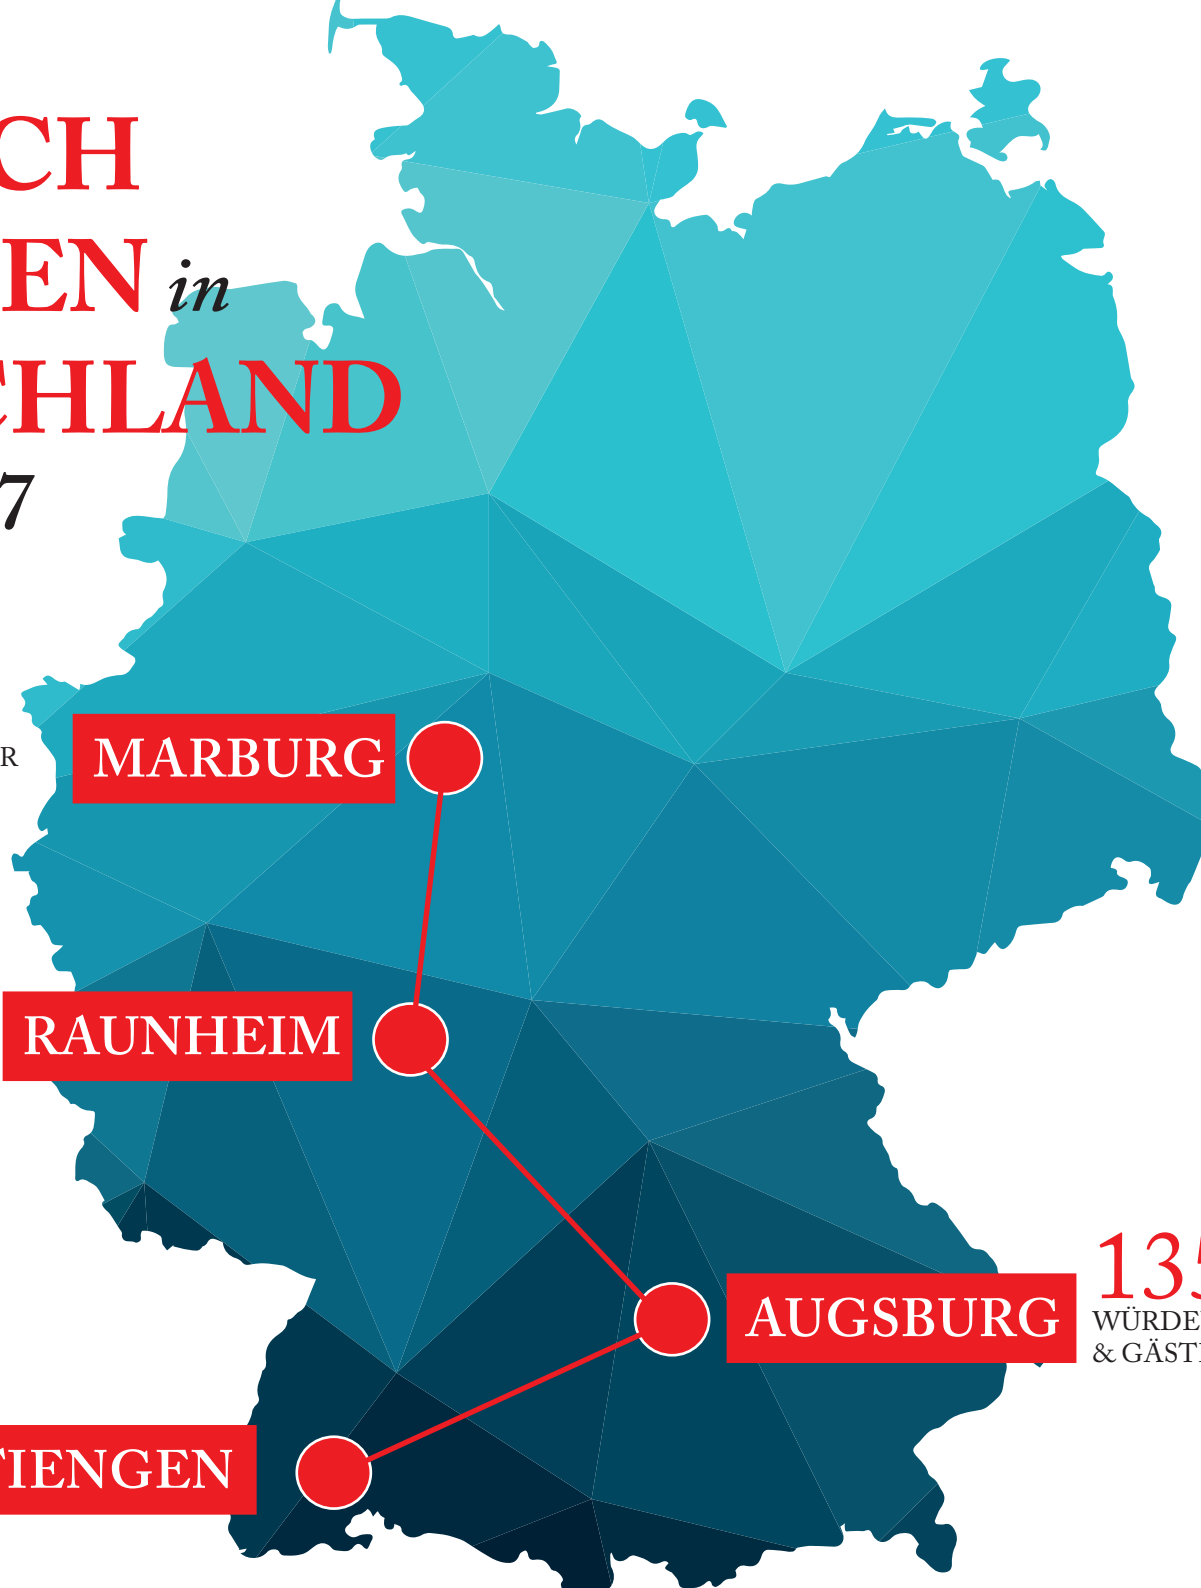 CH
EN in
CHLAND
7
R
MARBURG
RAUNHEIM
135
AUGSBURG
WÜRDE
& GÄST
TIENGEN